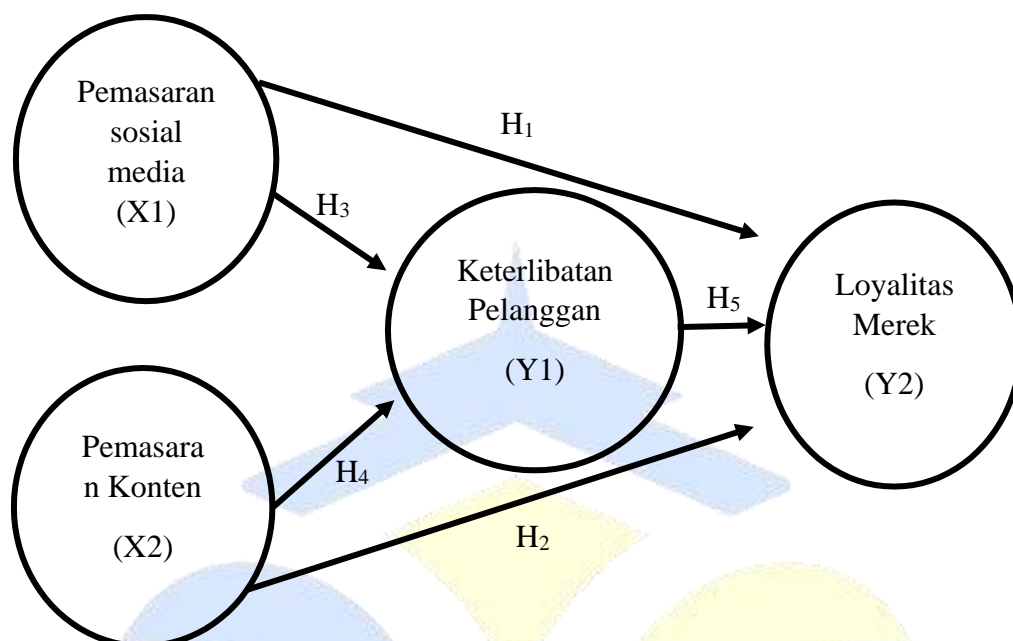 Pemasaran
sosial
media
(X1)
H1
H3
Keterlibatan
Pelanggan
(Y1)
H5
Loyalitas
Merek
(Y2)
Pemasara
n Konten
(X2)
H4
H2